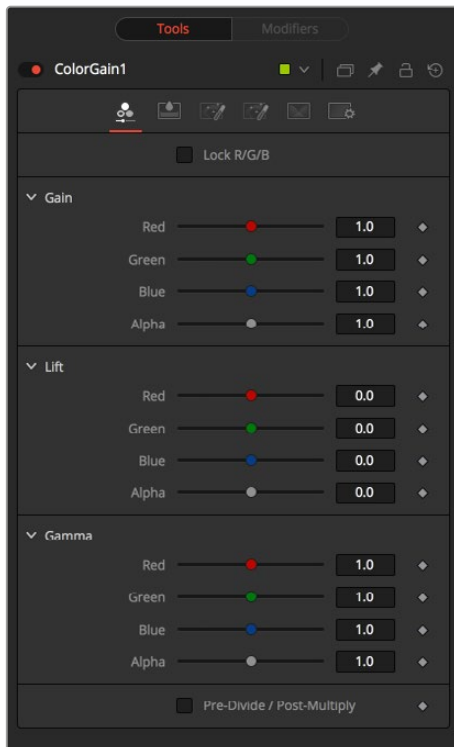 Tools Modifiers
ColorGain1
Lock R/G/B
Gain
Red 1.0
Green 1.0
Blue 1.0
Alpha 1.0
Lift
Red 0.0
Green 0.0
Blue 0.0
Alpha 0.0
Gamma
Red 1.0
Green 1.0
Blue 1.0
Alpha 1.0
Pre-Divide / Post-Multiply